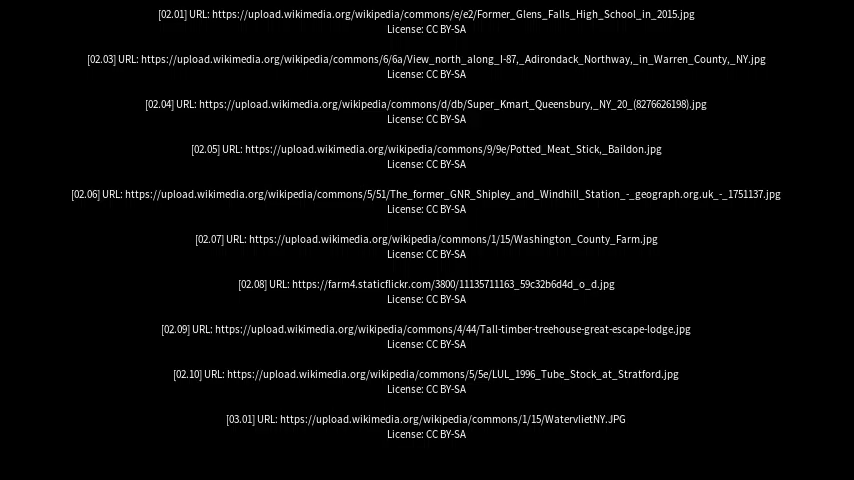 [02.01] URL: https://upload.wikimedia.org/wikipedia/commons/e/e2/Former_Glens_Falls_High_School_in_2015.jpg
License: CC BY-SA
[02.03] URL: https://upload.wikimedia.org/wikipedia/commons/6/6a/View_north_along_I-87,_Adirondack_Northway,_in_Warren_County,_NY.jpg
License: CC BY-SA
[02.04] URL: https://upload.wikimedia.org/wikipedia/commons/d/db/Super_Kmart_Queensbury,_NY_20_(8276626198).jpg
License: CC BY-SA
[02.05] URL: https://upload.wikimedia.org/wikipedia/commons/9/9e/Potted_Meat_Stick,_Baildon.jpg
License: CC BY-SA
[02.06] URL: https://upload.wikimedia.org/wikipedia/commons/5/51/The_former_GNR_Shipley_and_Windhill_Station_-_geograph.org.uk_-_1751137.jpg
License: CC BY-SA
[02.07] URL: https://upload.wikimedia.org/wikipedia/commons/1/15/Washington_County_Farm.jpg
License: CC BY-SA
[02.08] URL: https://farm4.staticflickr.com/3800/11135711163_59c32b6d4d_o_d.jpg
License: CC BY-SA
[02.09] URL: https://upload.wikimedia.org/wikipedia/commons/4/44/Tall-timber-treehouse-great-escape-lodge.jpg
License: CC BY-SA
[02.10] URL: https://upload.wikimedia.org/wikipedia/commons/5/5e/LUL_1996_Tube_Stock_at_Stratford.jpg
License: CC BY-SA
[03.01] URL: https://upload.wikimedia.org/wikipedia/commons/1/15/WatervlietNY.JPG
License: CC BY-SA